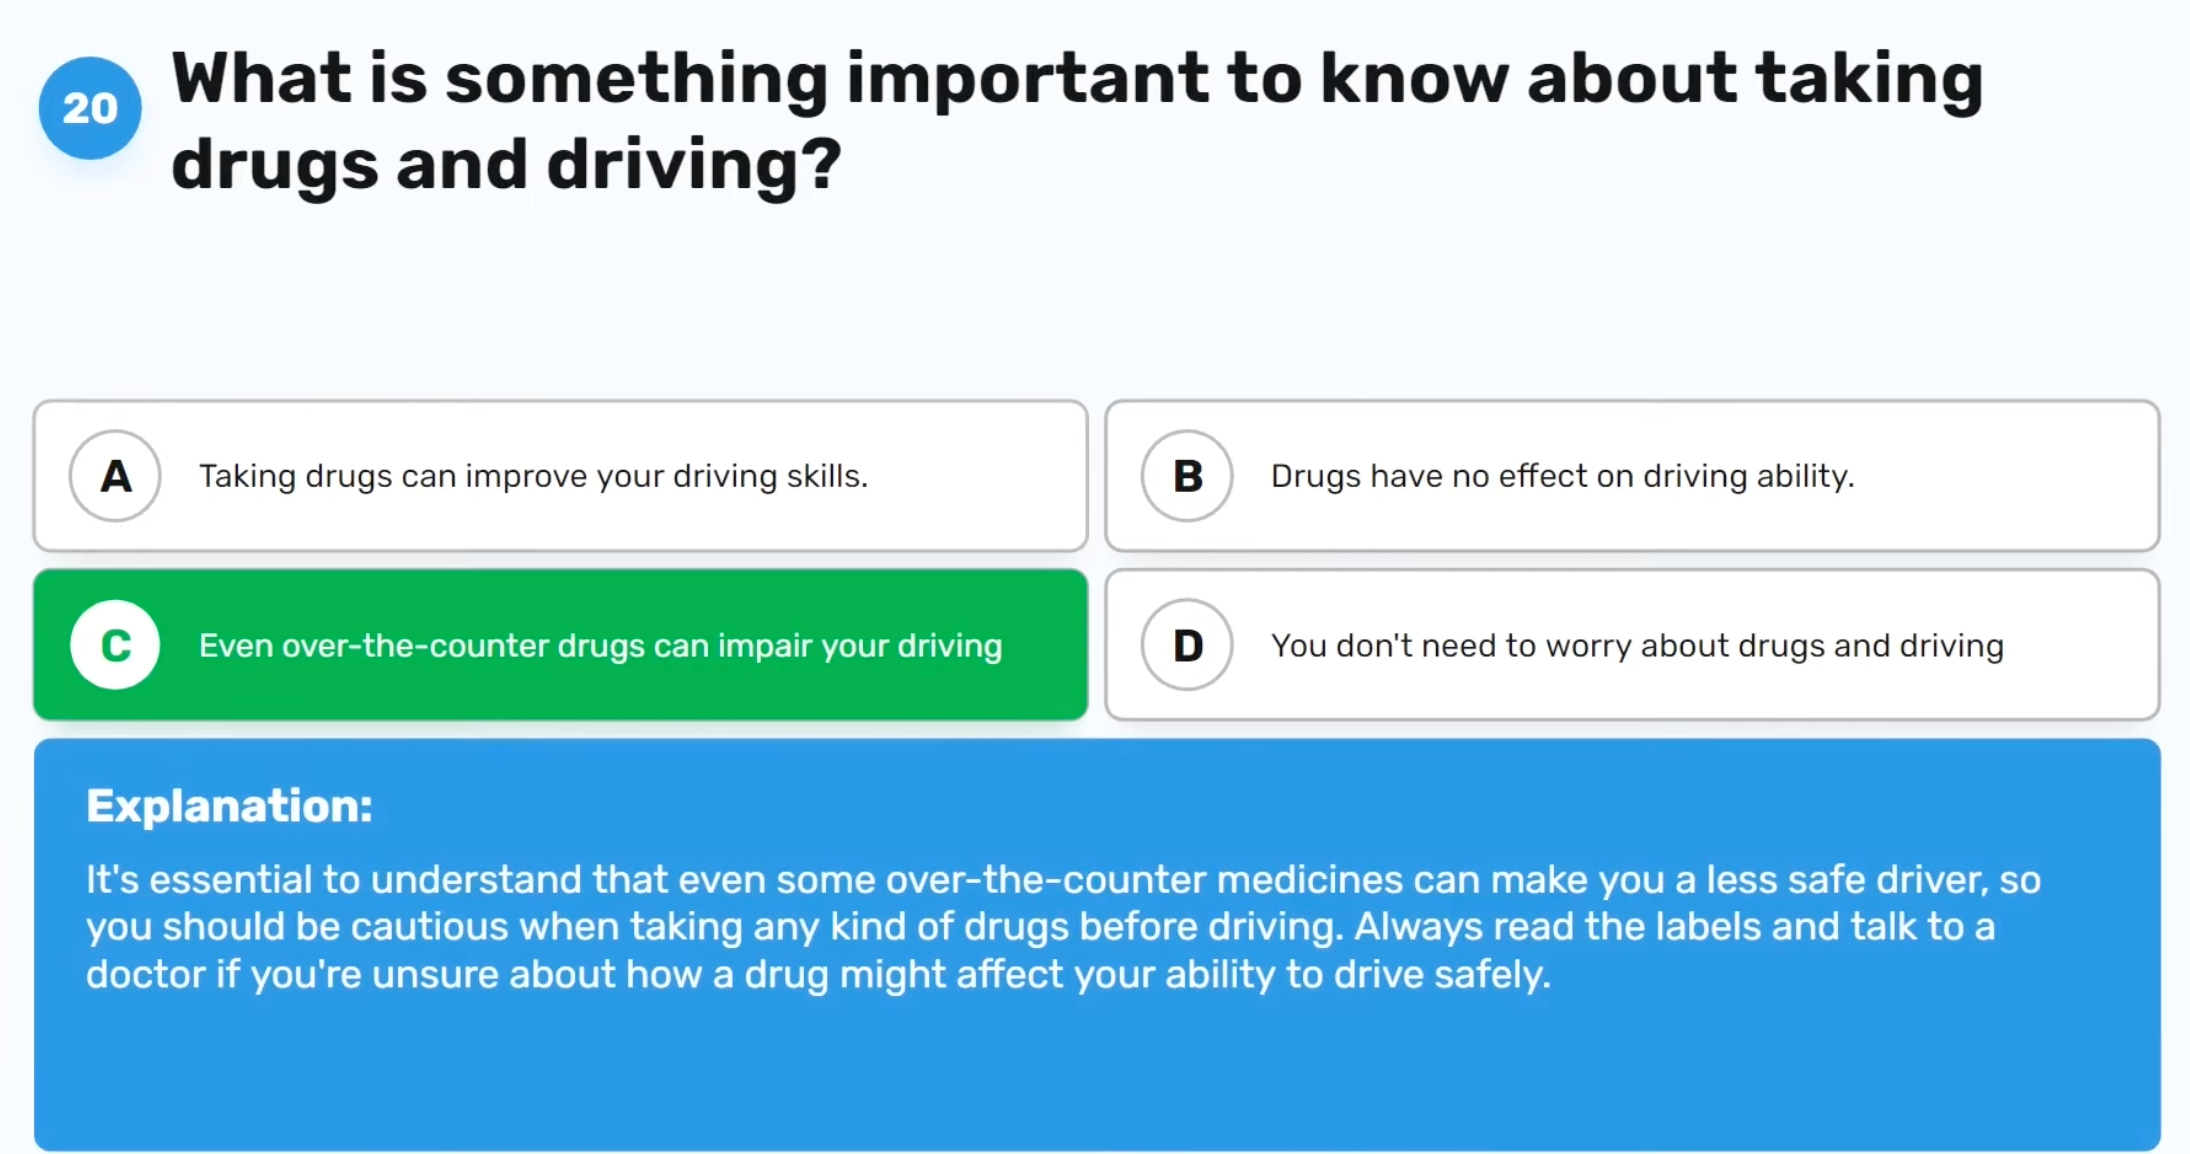 20
What is something important to know about taking
drugs and driving?
A
Taking drugs can improve your driving skills.
B
Drugs have no effect on driving ability.
C
Even over-the-counter drugs can impair your driving
D
You don't need to worry about drugs and driving
Explanation:
It's essential to understand that even some over-the-counter medicines can make you a less safe driver, so
you should be cautious when taking any kind of drugs before driving. Always read the labels and talk to a
doctor if you're unsure about how a drug might affect your ability to drive safely.